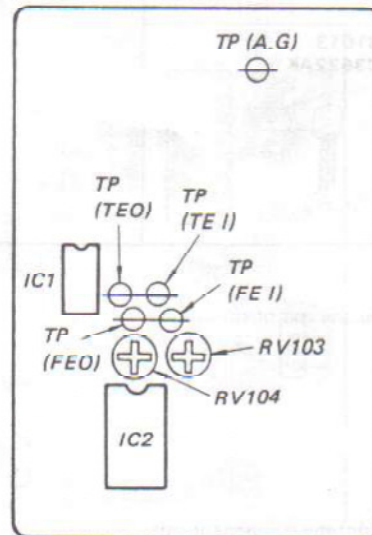 TP (A.G)
TP
(TEO)
TP
(TE I)
IC1
TP
(FE I)
TP
(FEO)
RV103
RV104
IC2